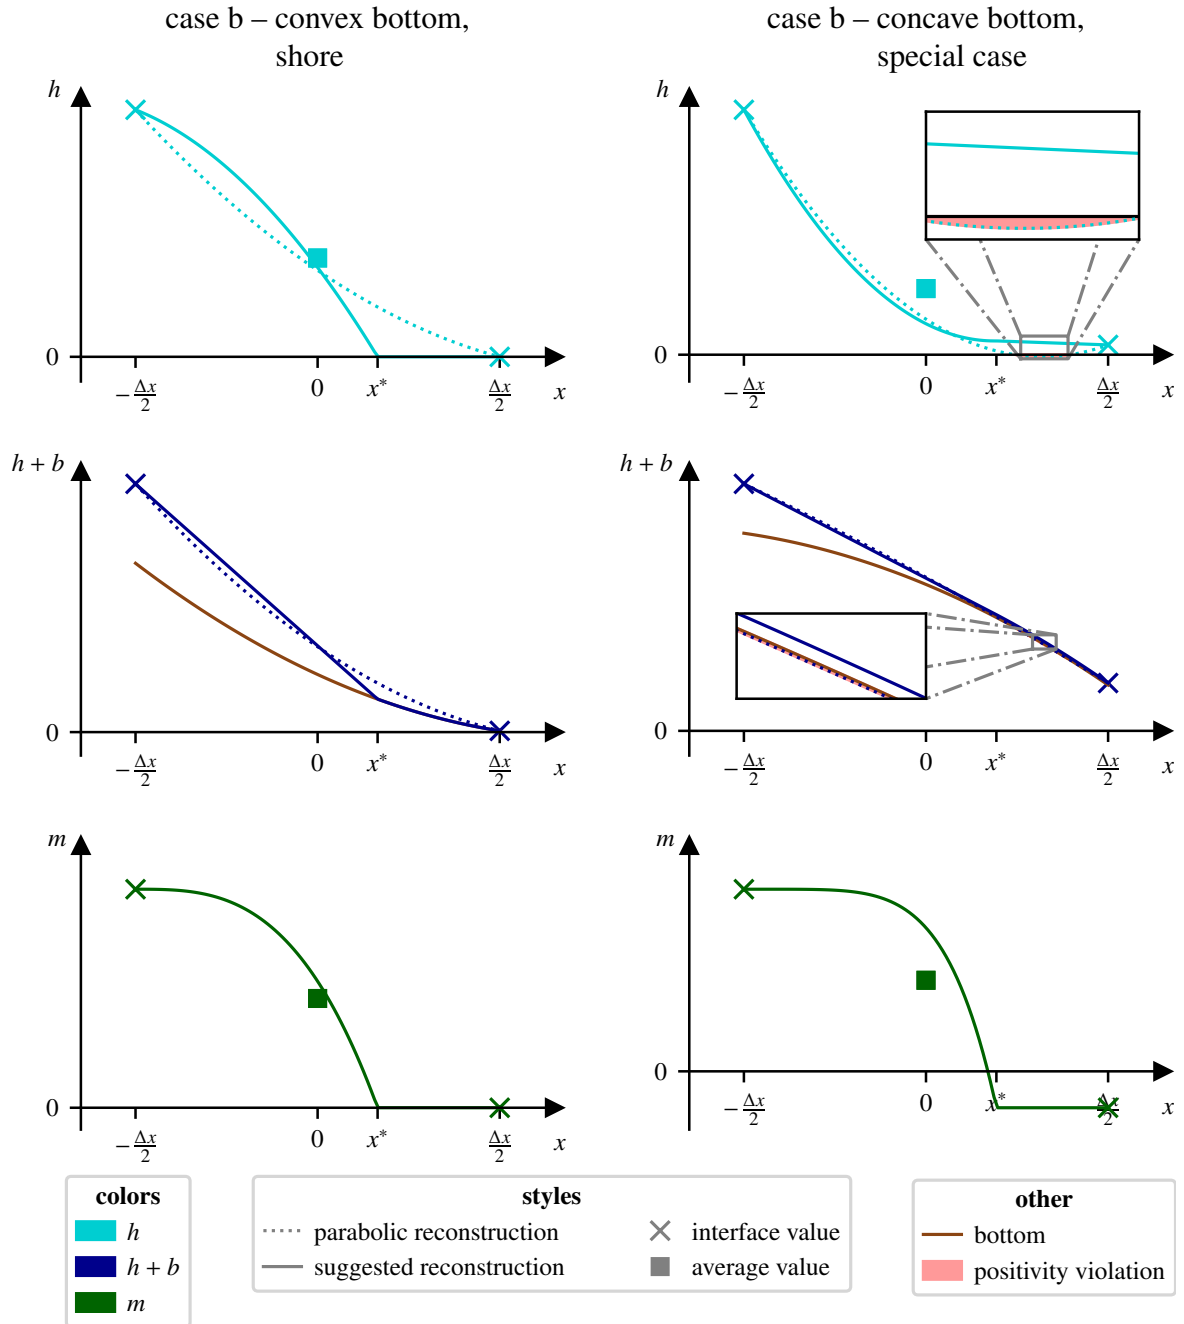 case b – convex bottom,
shore
case b – concave bottom,
special case
h
0
−Δx/2
0
x*
Δx/2
x
h
0
−Δx/2
0
x*
Δx/2
x
h + b
0
−Δx/2
0
x*
Δx/2
x
h + b
0
−Δx/2
0
x*
Δx/2
x
m
0
−Δx/2
0
x*
Δx/2
x
m
0
−Δx/2
0
x*
Δx/2
x
colors
h
h + b
m
styles
parabolic reconstruction
interface value
suggested reconstruction
average value
other
bottom
positivity violation